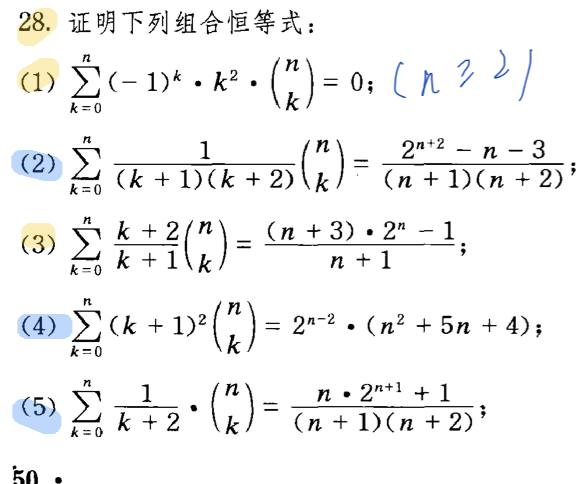 28. 证明下列组合恒等式:
(1) $\sum_{k=0}^{n}(-1)^k \cdot k^2 \cdot \binom{n}{k} = 0$; (n ≥ 2)
(2) $\sum_{k=0}^{n} \frac{1}{(k+1)(k+2)} \binom{n}{k} = \frac{2^{n+2}-n-3}{(n+1)(n+2)}$;
(3) $\sum_{k=0}^{n} \frac{k+2}{k+1} \binom{n}{k} = \frac{(n+3) \cdot 2^n - 1}{n+1}$;
(4) $\sum_{k=0}^{n} (k+1)^2 \binom{n}{k} = 2^{n-2} \cdot (n^2+5n+4)$;
(5) $\sum_{k=0}^{n} \frac{1}{k+2} \cdot \binom{n}{k} = \frac{n \cdot 2^{n+1}+1}{(n+1)(n+2)}$;
50 ·